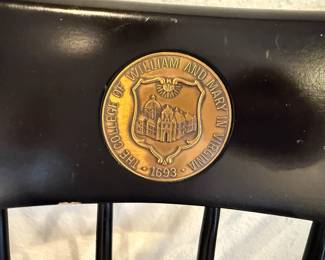 THE COLLEGE OF WILLIAM AND MARY IN VIRGINIA
· 1693 ·